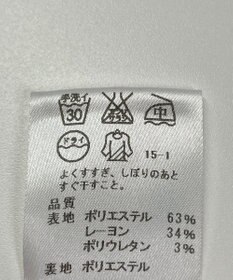 手洗イ
30
中
ドライ
15-1
よくすすぎ、しぼりのあと
すぐ干すこと。
品質
表地 ポリエステル 63%
レーヨン 34%
ポリウレタン 3%
裏地 ポリエステル